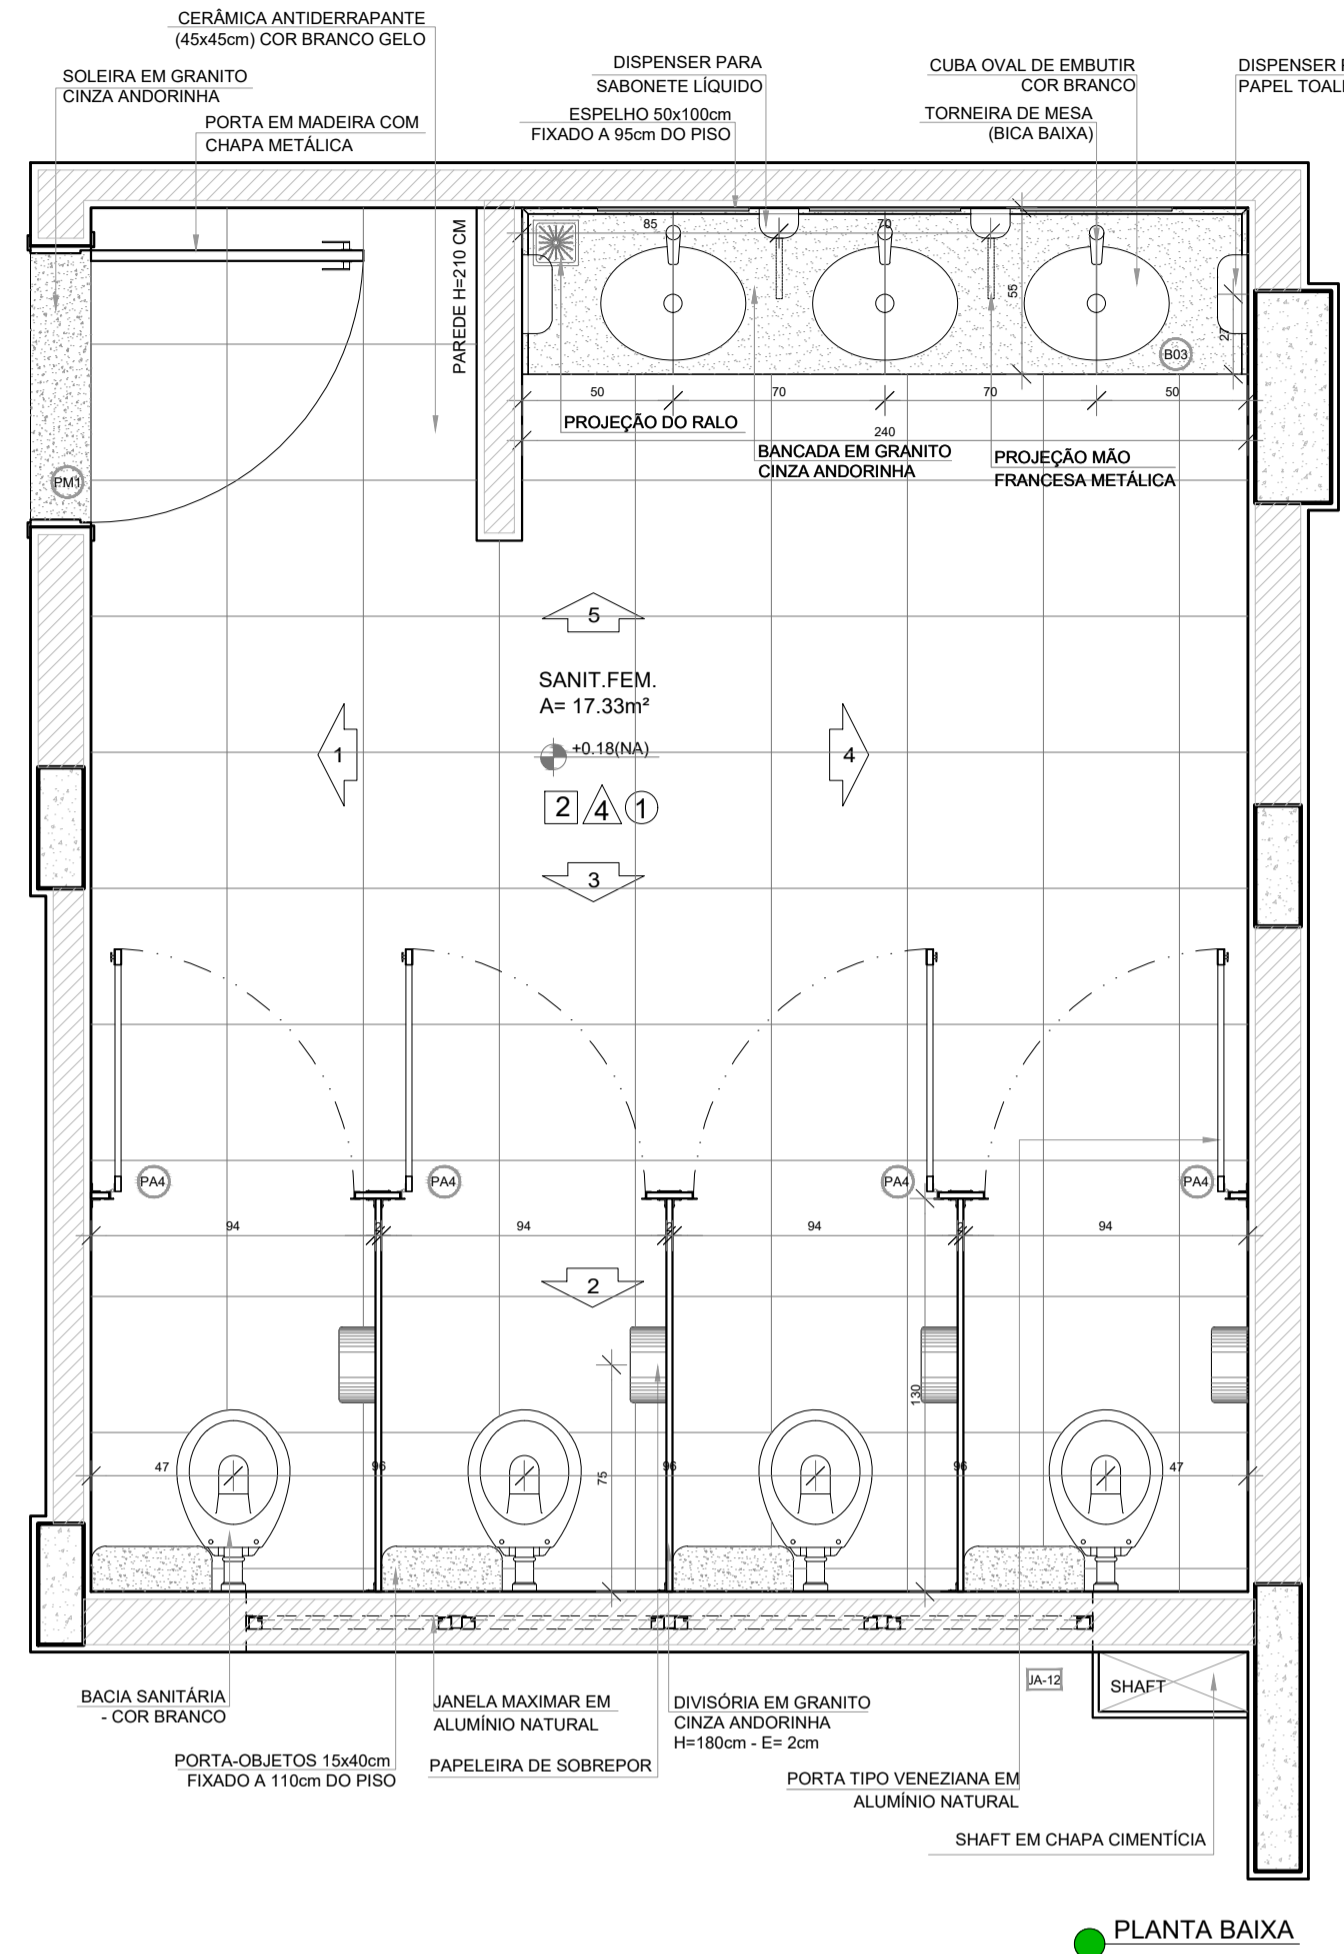 CERÂMICA ANTIDERRAPANTE
(45x45cm) COR BRANCO GELO
SOLEIRA EM GRANITO
CINZA ANDORINHA
PORTA EM MADEIRA COM
CHAPA METÁLICA
DISPENSER PARA
SABONETE LÍQUIDO
ESPELHO 50x100cm
FIXADO A 95cm DO PISO
CUBA OVAL DE EMBUTIR
COR BRANCO
TORNEIRA DE MESA
(BICA BAIXA)
DISPENSER
PAPEL
PAREDE H=210 CM
85
70
55
27
B03
50
70
70
50
240
PROJEÇÃO DO RALO
BANCADA EM GRANITO
CINZA ANDORINHA
PROJEÇÃO MÃO
FRANCESA METÁLICA
PM1
5
SANIT.FEM.
A= 17.33m²
+0.18(NA)
1
4
2 4 1
3
PA4
PA4
PA4
PA4
94
2
94
2
94
2
94
2
130
75
47
96
96
96
47
JA-12
SHAFT
BACIA SANITÁRIA
- COR BRANCO
JANELA MAXIMAR EM
ALUMÍNIO NATURAL
DIVISÓRIA EM GRANITO
CINZA ANDORINHA
H=180cm - E= 2cm
PORTA-OBJETOS 15x40cm
FIXADO A 110cm DO PISO
PAPELEIRA DE SOBREPOR
PORTA TIPO VENEZIANA EM
ALUMÍNIO NATURAL
SHAFT EM CHAPA CIMENTÍCIA
PLANTA BAIXA